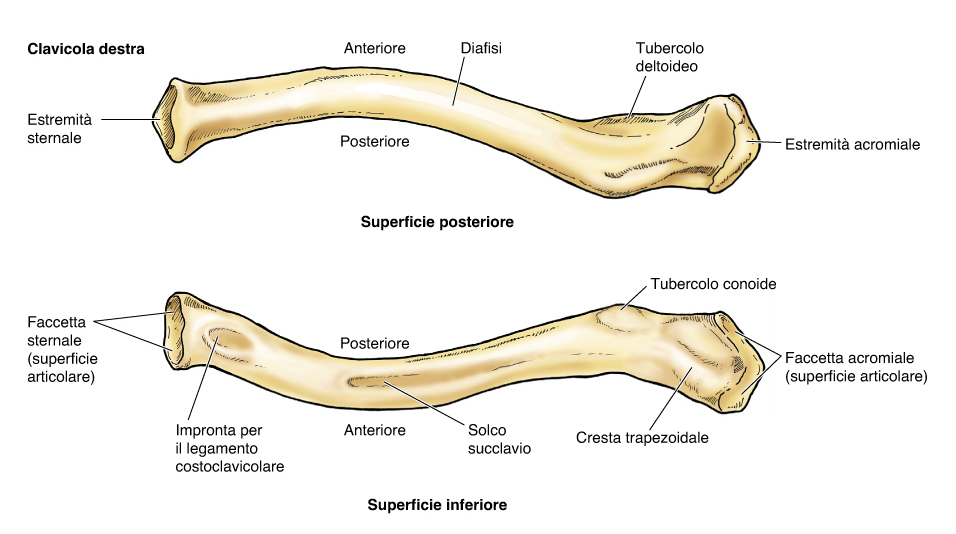 Clavicola destra
Anteriore
Diafisi
Tubercolo
deltoideo
Estremità
sternale
Posteriore
Estremità acromiale
Superficie posteriore
Tubercolo conoide
Faccetta
sternale
(superficie
articolare)
Posteriore
Faccetta acromiale
(superficie articolare)
Impronta per
il legamento
costoclavicolare
Anteriore
Solco
succlavio
Cresta trapezoidale
Superficie inferiore